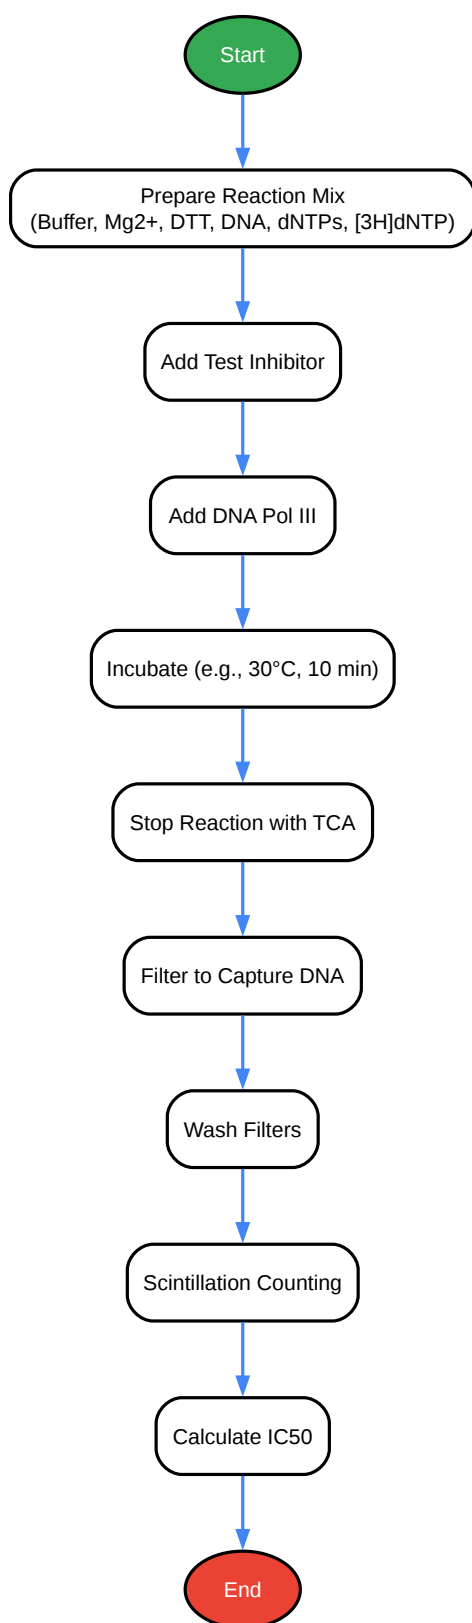 Start
Prepare Reaction Mix
(Buffer, Mg2+, DTT, DNA, dNTPs, [3H]dNTP)
Add Test Inhibitor
Add DNA Pol III
Incubate (e.g., 30°C, 10 min)
Stop Reaction with TCA
Filter to Capture DNA
Wash Filters
Scintillation Counting
Calculate IC50
End